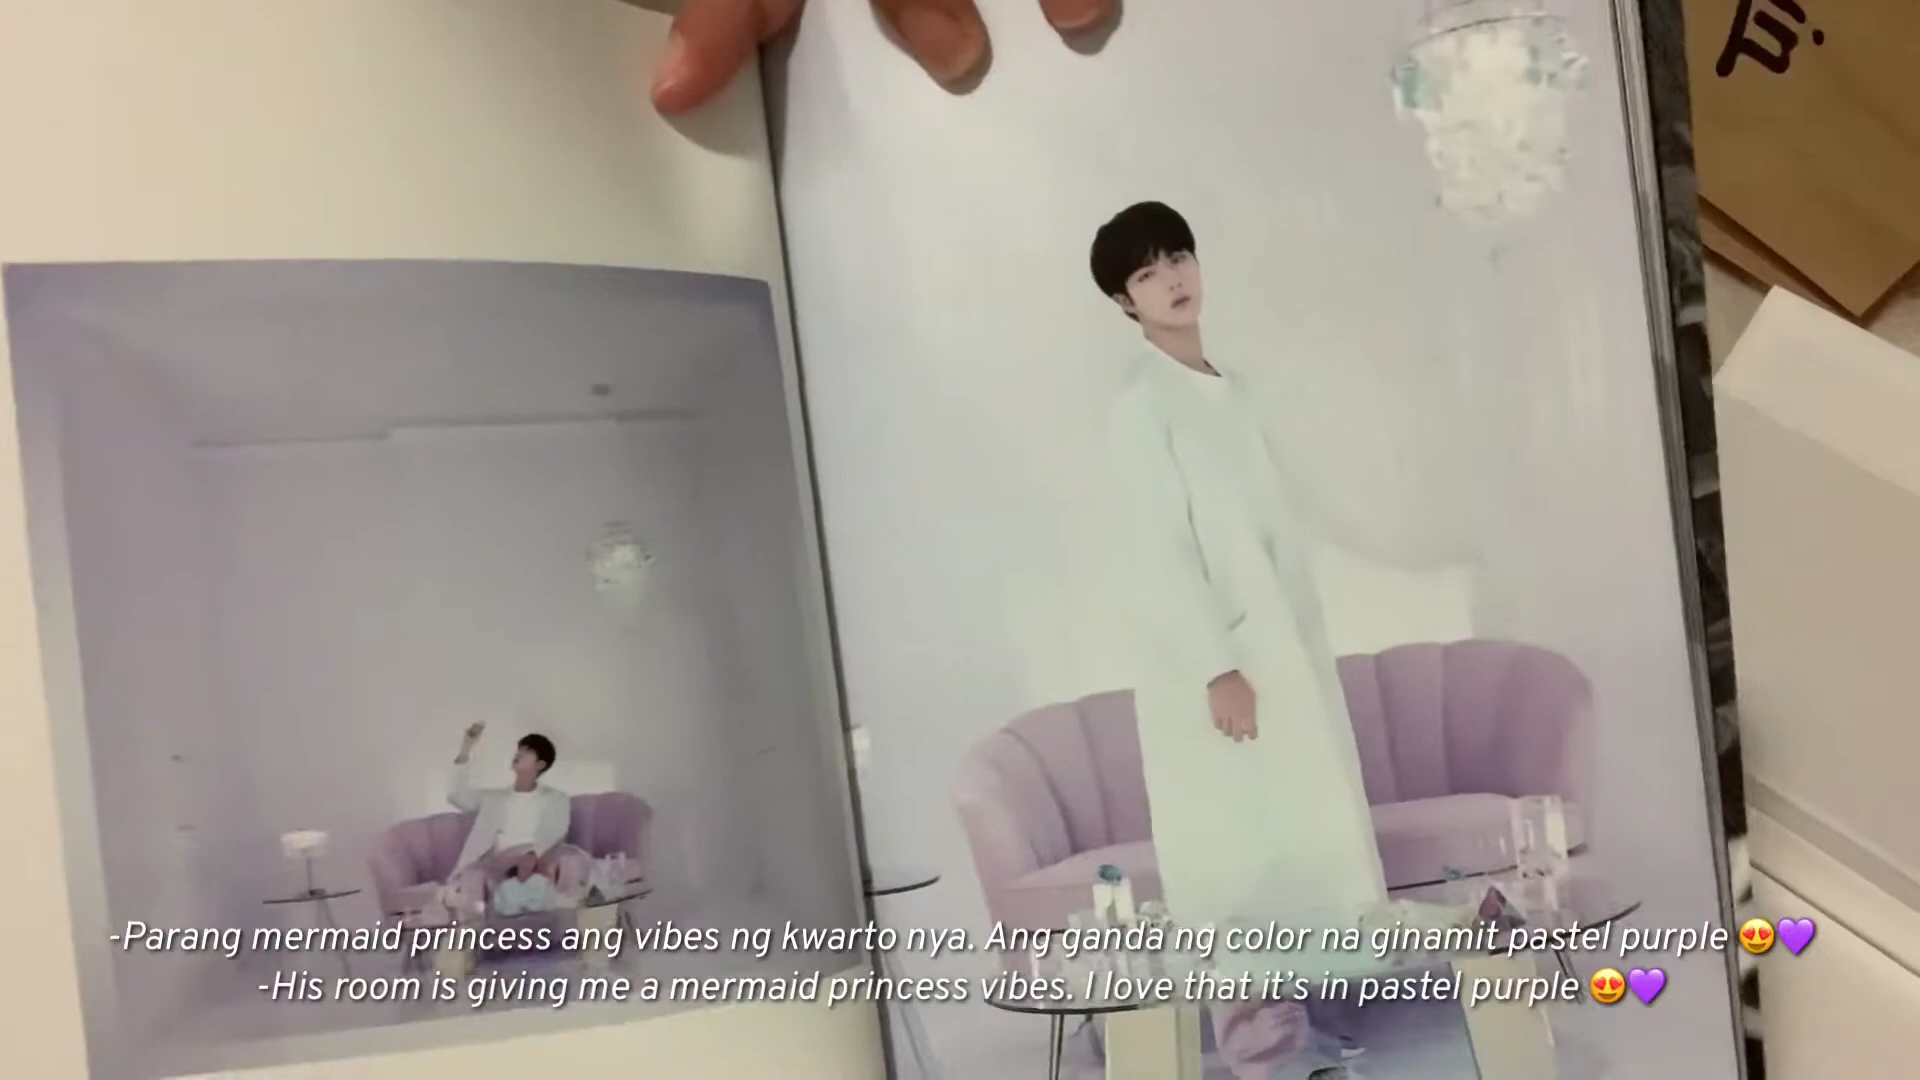 -Parang mermaid princess ang vibes ng kwarto nya. Ang ganda ng color na ginamit pastel purple 😍💜
-His room is giving me a mermaid princess vibes. I love that it's in pastel purple 😍💜